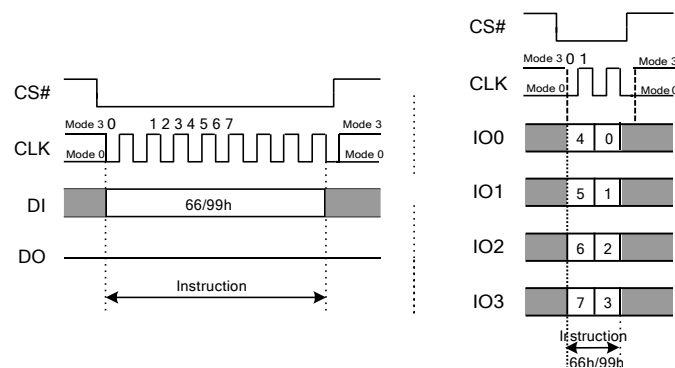 CS#
Mode 3 0 1 2 3 4 5 6 7 Mode 3
CLK
Mode 0 Mode 0
DI 66/99h
DO
Instruction
CS#
Mode 3 0 1 Mode 3
CLK
Mode 0 Mode 0
IO0 4 0
IO1 5 1
IO2 6 2
IO3 7 3
Instruction
66h/99h